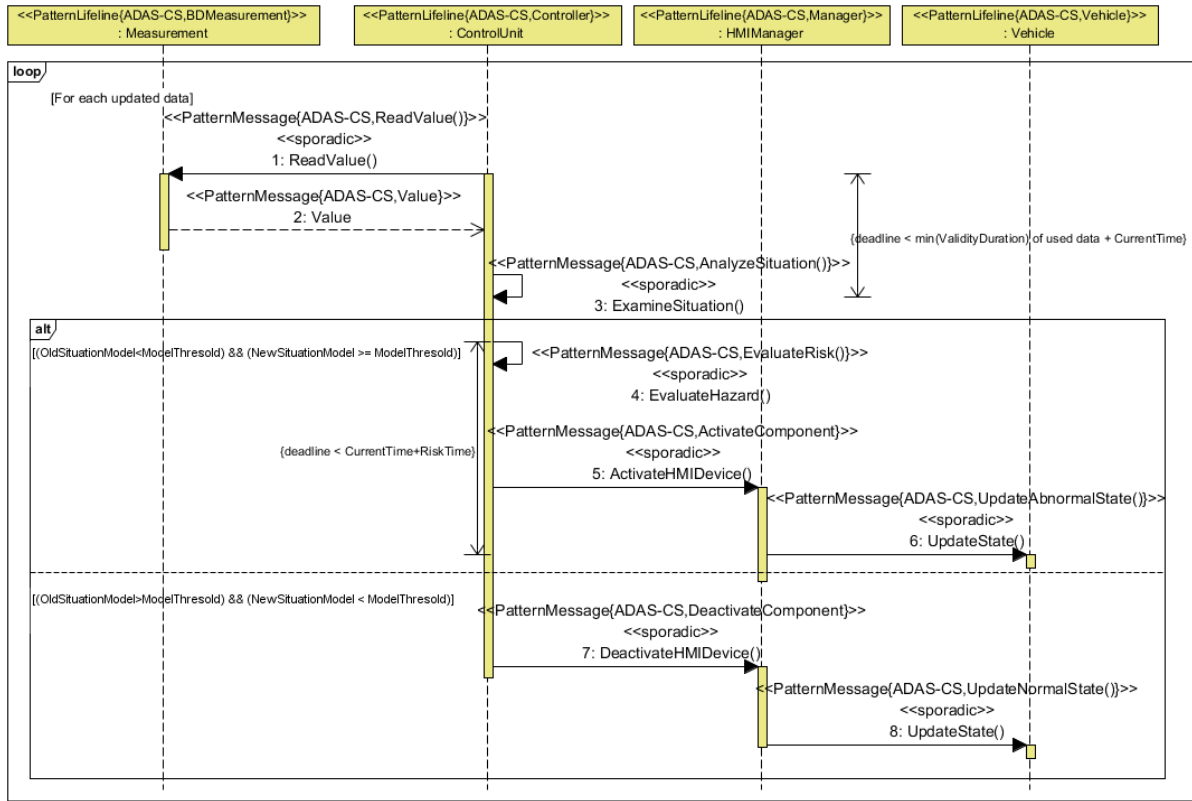 <<PatternLifeline{ADAS-CS,BDMeasurement}>>
: Measurement
<<PatternLifeline{ADAS-CS,Controller}>>
: ControlUnit
<<PatternLifeline{ADAS-CS,Manager}>>
: HMIManager
<<PatternLifeline{ADAS-CS,Vehicle}>>
: Vehicle
loop
[For each updated data]
<<PatternMessage{ADAS-CS,ReadValue()}>>
<<sporadic>>
1: ReadValue()
<<PatternMessage{ADAS-CS,Value}>>
2: Value
{deadline < min(ValidityDuration) of used data + CurrentTime}
<<PatternMessage{ADAS-CS,AnalyzeSituation()}>>
<<sporadic>>
3: ExamineSituation()
alt
[(OldSituationModel<ModelThresold) && (NewSituationModel >= ModelThresold)]
<<PatternMessage{ADAS-CS,EvaluateRisk()}>>
<<sporadic>>
4: EvaluateHazard()
{deadline < CurrentTime+RiskTime}
<<PatternMessage{ADAS-CS,ActivateComponent}>>
<<sporadic>>
5: ActivateHMIDevice()
<<PatternMessage{ADAS-CS,UpdateAbnormalState()}>>
<<sporadic>>
6: UpdateState()
[(OldSituationModel>ModelThresold) && (NewSituationModel < ModelThresold)]
<<PatternMessage{ADAS-CS,DeactivateComponent}>>
<<sporadic>>
7: DeactivateHMIDevice()
<<PatternMessage{ADAS-CS,UpdateNormalState()}>>
<<sporadic>>
8: UpdateState()